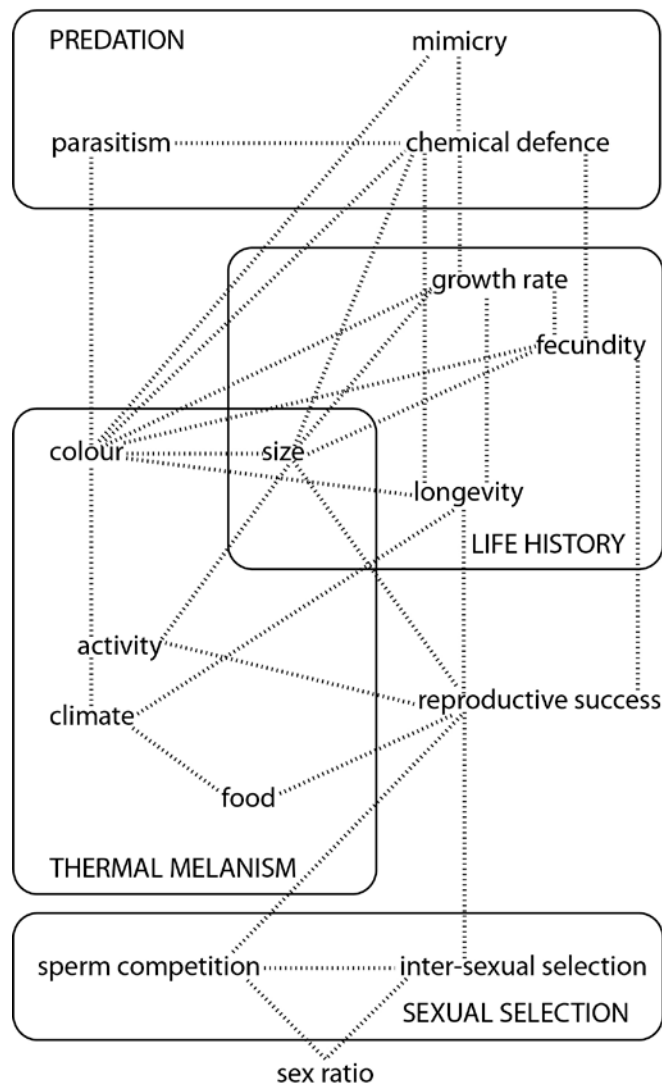 PREDATION
mimicry
parasitism
chemical defence
growth rate
fecundity
colour
size
longevity
LIFE HISTORY
activity
reproductive success
climate
food
THERMAL MELANISM
sperm competition
inter-sexual selection
SEXUAL SELECTION
sex ratio